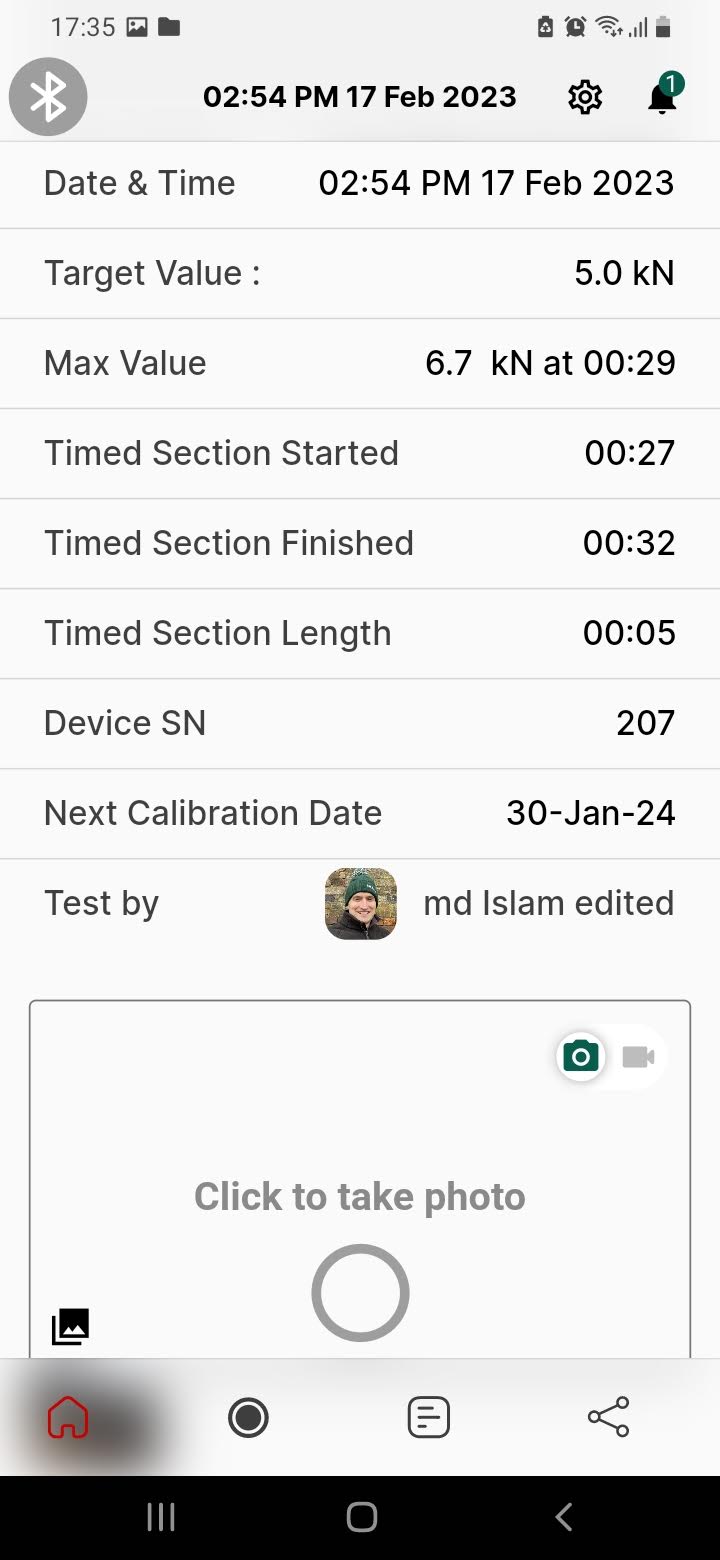 17:35
02:54 PM 17 Feb 2023
1
Date & Time 02:54 PM 17 Feb 2023
Target Value : 5.0 kN
Max Value 6.7 kN at 00:29
Timed Section Started 00:27
Timed Section Finished 00:32
Timed Section Length 00:05
Device SN 207
Next Calibration Date 30-Jan-24
Test by md Islam edited
Click to take photo